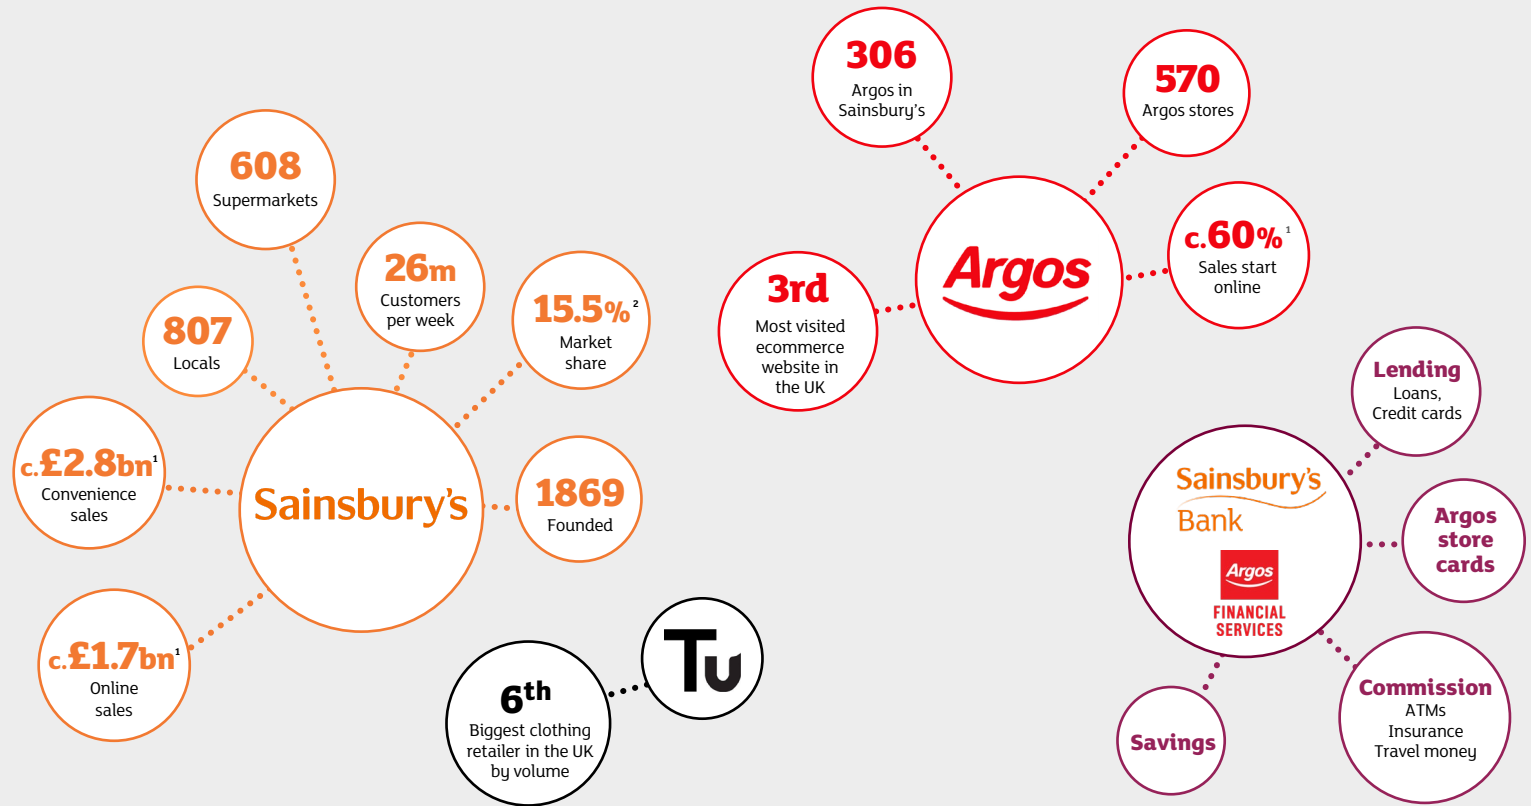 608
Supermarkets
26m
Customers
per week
15.5%²
Market
share
807
Locals
c.£2.8bn¹
Convenience
sales
Sainsbury's
1869
Founded
c.£1.7bn¹
Online
sales
6th
Biggest clothing
retailer in the UK
by volume
Tu
306
Argos in
Sainsbury's
570
Argos stores
Argos
c.60%¹
Sales start
online
3rd
Most visited
ecommerce
website in
the UK
Lending
Loans,
Credit cards
Sainsbury's
Bank
Argos
FINANCIAL
SERVICES
Argos
store
cards
Commission
ATMs
Insurance
Travel money
Savings